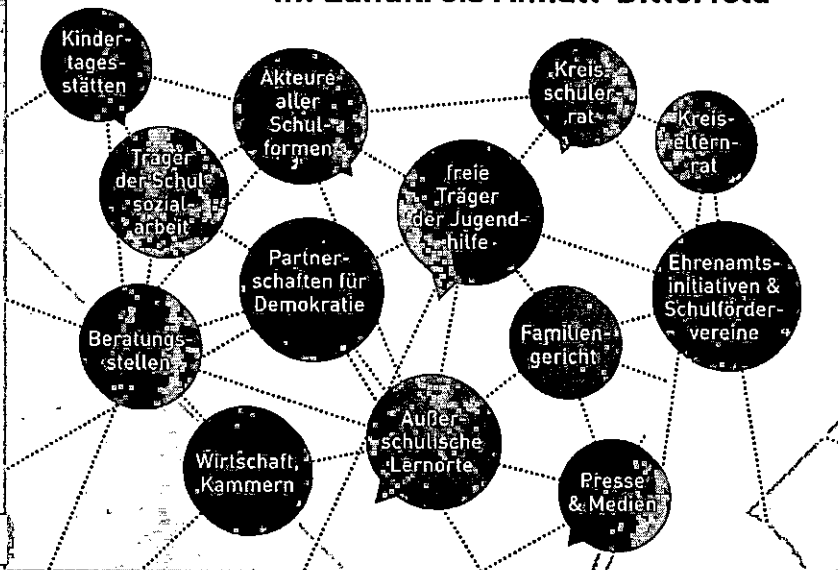 Kinder-
tages-
stätten
Akteure
aller
Schul-
formen
Kreis-
schüler-
rat
Kreis-
eltern-
rat
Träger
der Schul-
sozial-
arbeit
freie
Träger
der Jugend-
hilfe
Partner-
schaften für
Demokratie
Ehrenamts-
initiativen &
Schulförder-
vereine
Beratungs-
stellen
Familien-
gericht
Außer-
schulische
Lernorte
Wirtschaft,
Kammern
Presse
& Medien